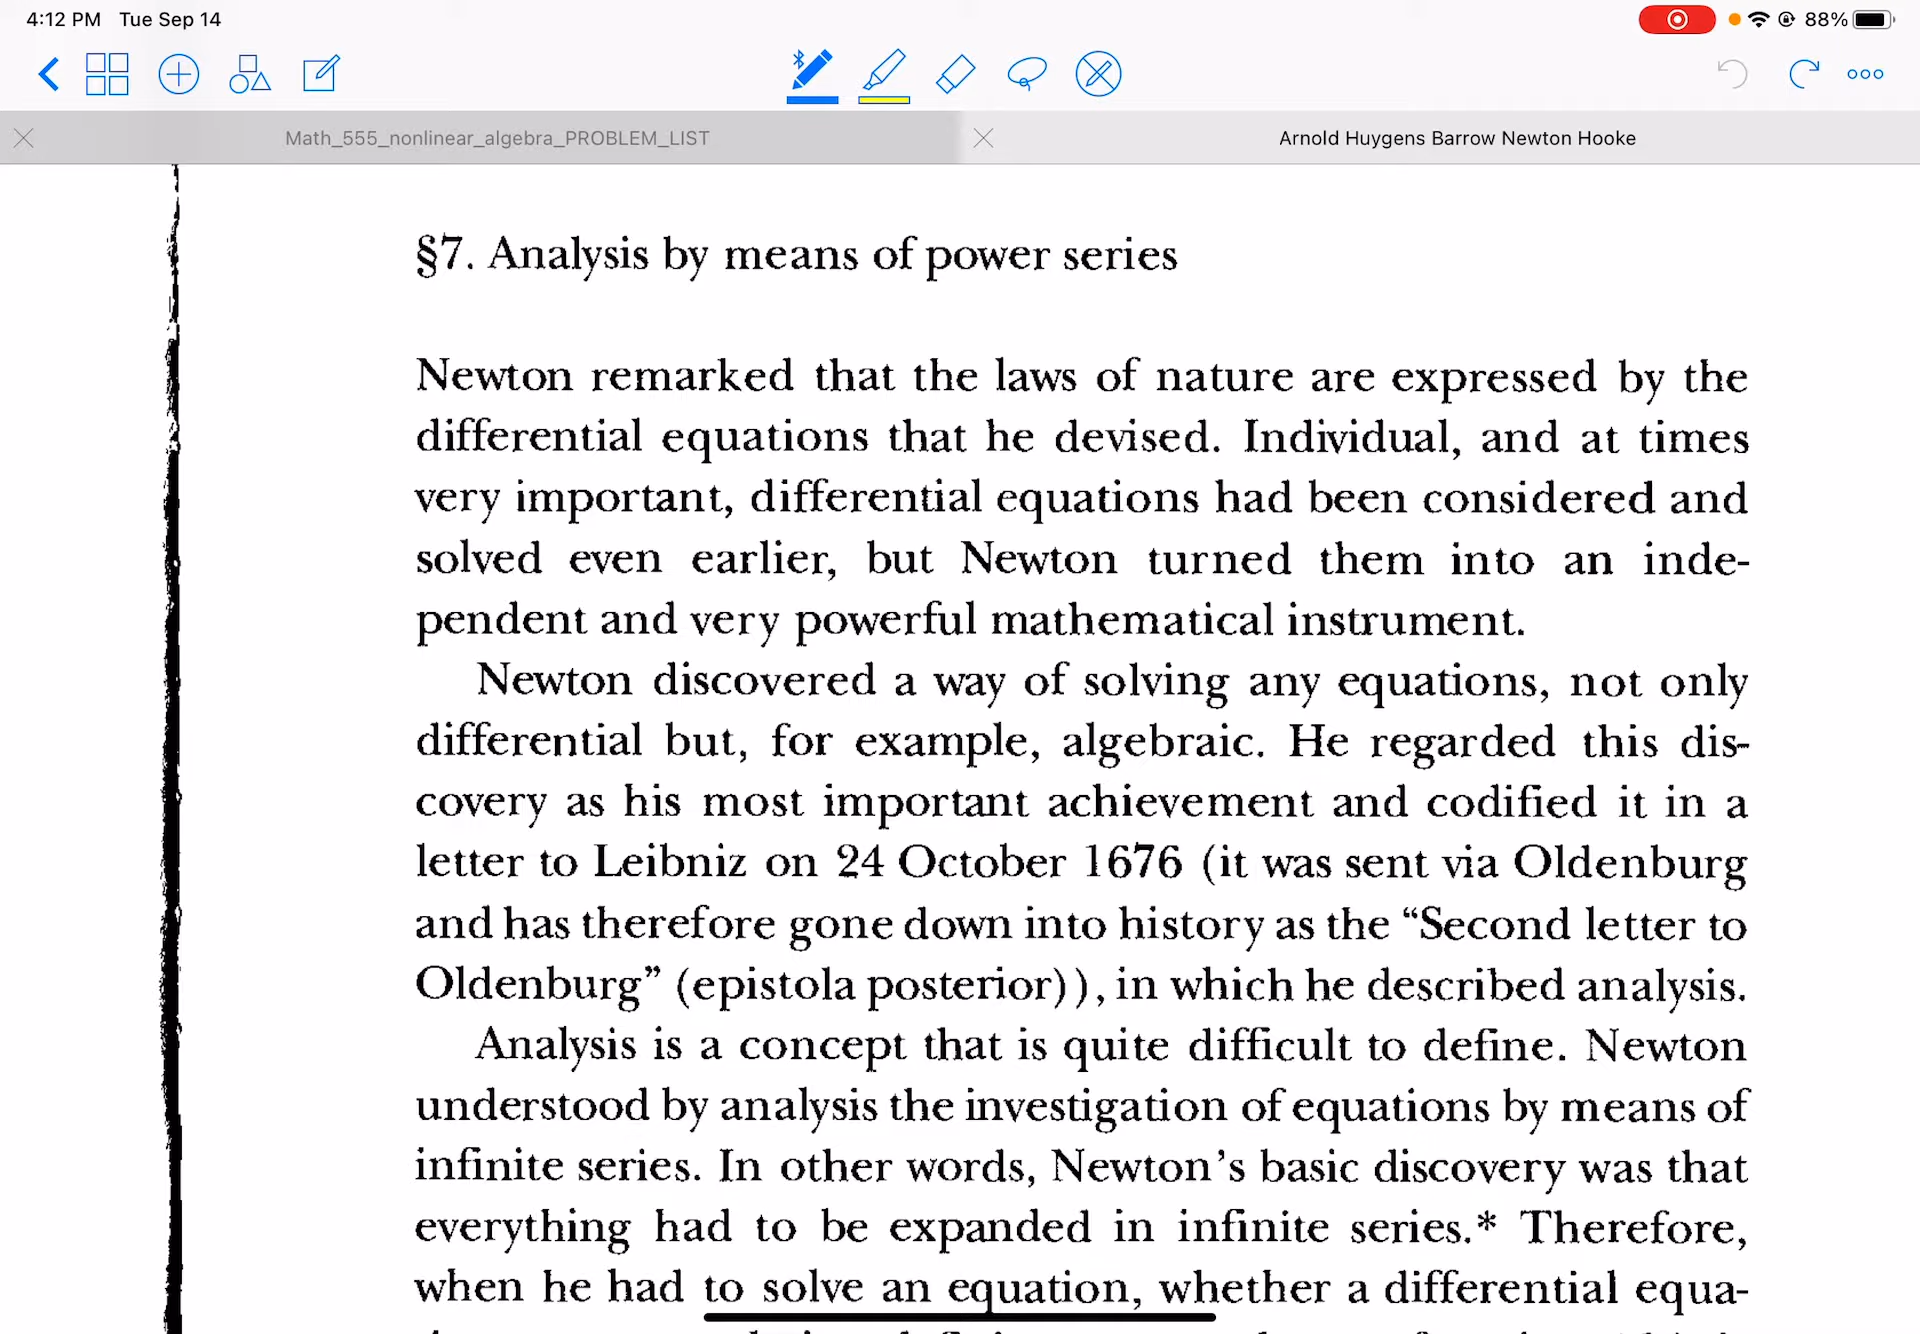 4:12 PM Tue Sep 14
88%
Math_555_nonlinear_algebra_PROBLEM_LIST
Arnold Huygens Barrow Newton Hooke
§7. Analysis by means of power series
Newton remarked that the laws of nature are expressed by the
differential equations that he devised. Individual, and at times
very important, differential equations had been considered and
solved even earlier, but Newton turned them into an inde-
pendent and very powerful mathematical instrument.
Newton discovered a way of solving any equations, not only
differential but, for example, algebraic. He regarded this dis-
covery as his most important achievement and codified it in a
letter to Leibniz on 24 October 1676 (it was sent via Oldenburg
and has therefore gone down into history as the “Second letter to
Oldenburg” (epistola posterior)), in which he described analysis.
Analysis is a concept that is quite difficult to define. Newton
understood by analysis the investigation of equations by means of
infinite series. In other words, Newton’s basic discovery was that
everything had to be expanded in infinite series.* Therefore,
when he had to solve an equation, whether a differential equa-